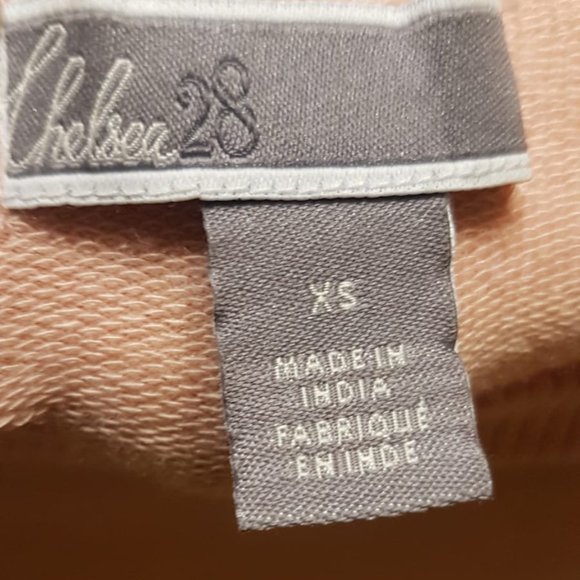 Chelsea28
XS
MADE IN
INDIA
FABRIQUÉ
EN INDE